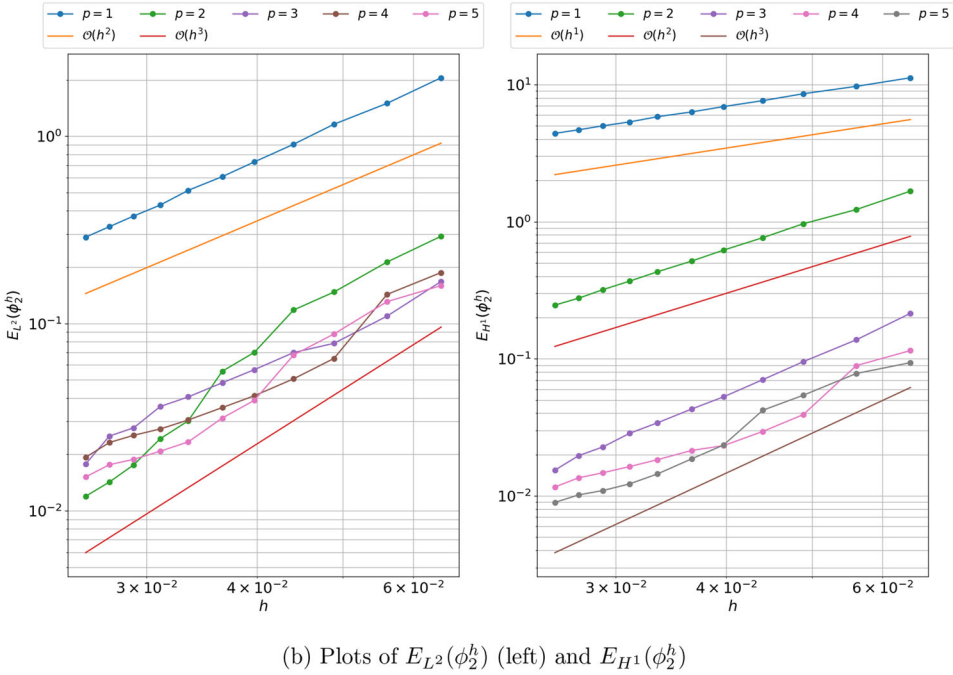 p = 1 p = 2 p = 3 p = 4 p = 5
𝒪(h²) 𝒪(h³)
10⁰
10⁻¹
10⁻²
E_{L²}(ϕ₂ʰ)
3 × 10⁻² 4 × 10⁻² 6 × 10⁻²
h
p = 1 p = 2 p = 3 p = 4 p = 5
𝒪(h¹) 𝒪(h²) 𝒪(h³)
10¹
10⁰
10⁻¹
10⁻²
E_{H¹}(ϕ₂ʰ)
3 × 10⁻² 4 × 10⁻² 6 × 10⁻²
h
(b) Plots of E_{L²}(ϕ₂ʰ) (left) and E_{H¹}(ϕ₂ʰ)